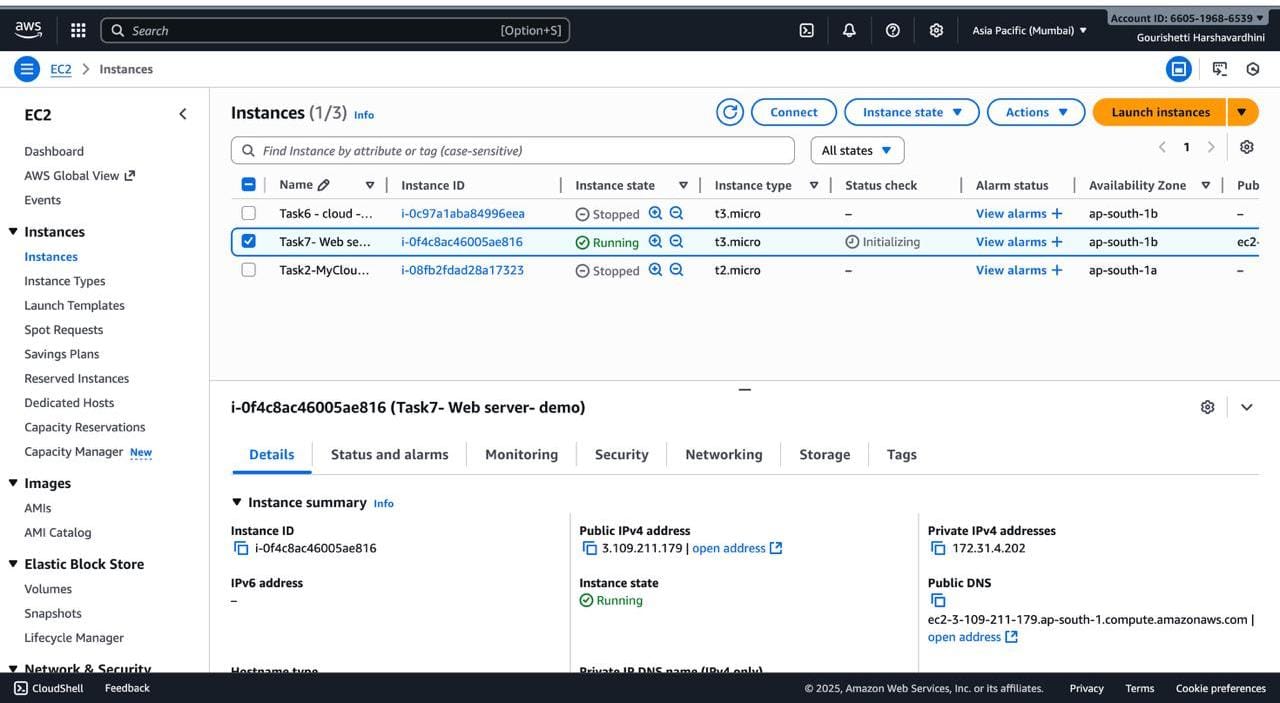 aws
Search [Option+S]
Asia Pacific (Mumbai)
Account ID: 6605-1968-6539
Gourishetti Harshavardhini
EC2 > Instances
EC2
Dashboard
AWS Global View
Events
Instances
Instances
Instance Types
Launch Templates
Spot Requests
Savings Plans
Reserved Instances
Dedicated Hosts
Capacity Reservations
Capacity Manager New
Images
AMIs
AMI Catalog
Elastic Block Store
Volumes
Snapshots
Lifecycle Manager
Network & Security
Instances (1/3) Info
Connect
Instance state
Actions
Launch instances
Find Instance by attribute or tag (case-sensitive)
All states
1
Name Instance ID Instance state Instance type Status check Alarm status Availability Zone Pub
Task6 - cloud -... i-0c97a1aba84996eea Stopped t3.micro – View alarms + ap-south-1b –
Task7- Web se... i-0f4c8ac46005ae816 Running t3.micro Initializing View alarms + ap-south-1b ec2-
Task2-MyClou... i-08fb2fdad28a17323 Stopped t2.micro – View alarms + ap-south-1a –
i-0f4c8ac46005ae816 (Task7- Web server- demo)
Details Status and alarms Monitoring Security Networking Storage Tags
Instance summary Info
Instance ID
i-0f4c8ac46005ae816
Public IPv4 address
3.109.211.179 | open address
Private IPv4 addresses
172.31.4.202
IPv6 address
–
Instance state
Running
Public DNS
ec2-3-109-211-179.ap-south-1.compute.amazonaws.com |
open address
Hostname type
Private IP DNS name (IPv4 only)
CloudShell Feedback
© 2025, Amazon Web Services, Inc. or its affiliates. Privacy Terms Cookie preferences